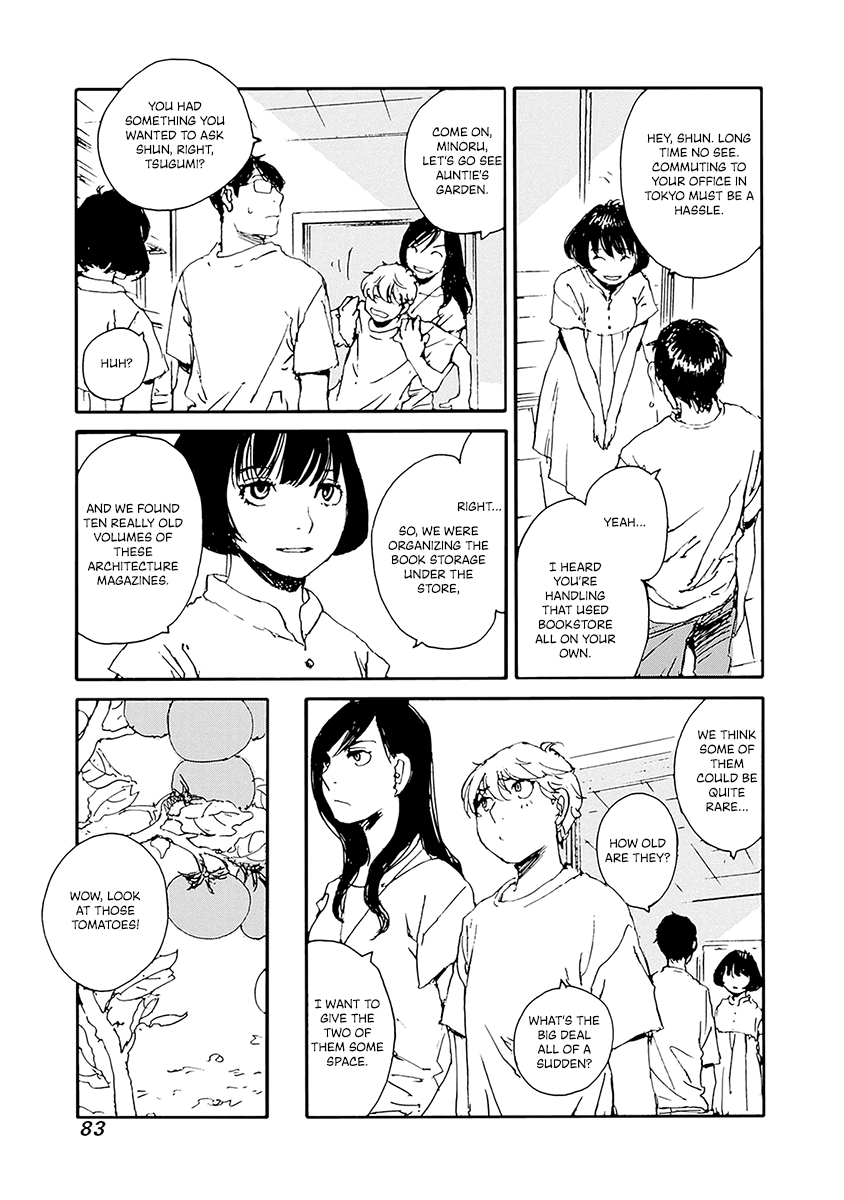 HEY, SHUN. LONG
TIME NO SEE.
COMMUTING TO
YOUR OFFICE IN
TOKYO MUST BE A
HASSLE.
YEAH...
I HEARD
YOU'RE
HANDLING
THAT USED
BOOKSTORE
ALL ON YOUR
OWN.
COME ON,
MINORU,
LET'S GO SEE
AUNTIE'S
GARDEN.
YOU HAD
SOMETHING YOU
WANTED TO ASK
SHUN, RIGHT,
TSUGUMI?
HUH?
RIGHT...
SO, WE WERE
ORGANIZING THE
BOOK STORAGE
UNDER THE
STORE,
AND WE FOUND
TEN REALLY OLD
VOLUMES OF
THESE
ARCHITECTURE
MAGAZINES.
WE THINK
SOME OF
THEM
COULD BE
QUITE
RARE...
HOW OLD
ARE THEY?
WHAT'S THE
BIG DEAL
ALL OF A
SUDDEN?
I WANT TO
GIVE THE
TWO OF
THEM SOME
SPACE.
WOW, LOOK
AT THOSE
TOMATOES!
83